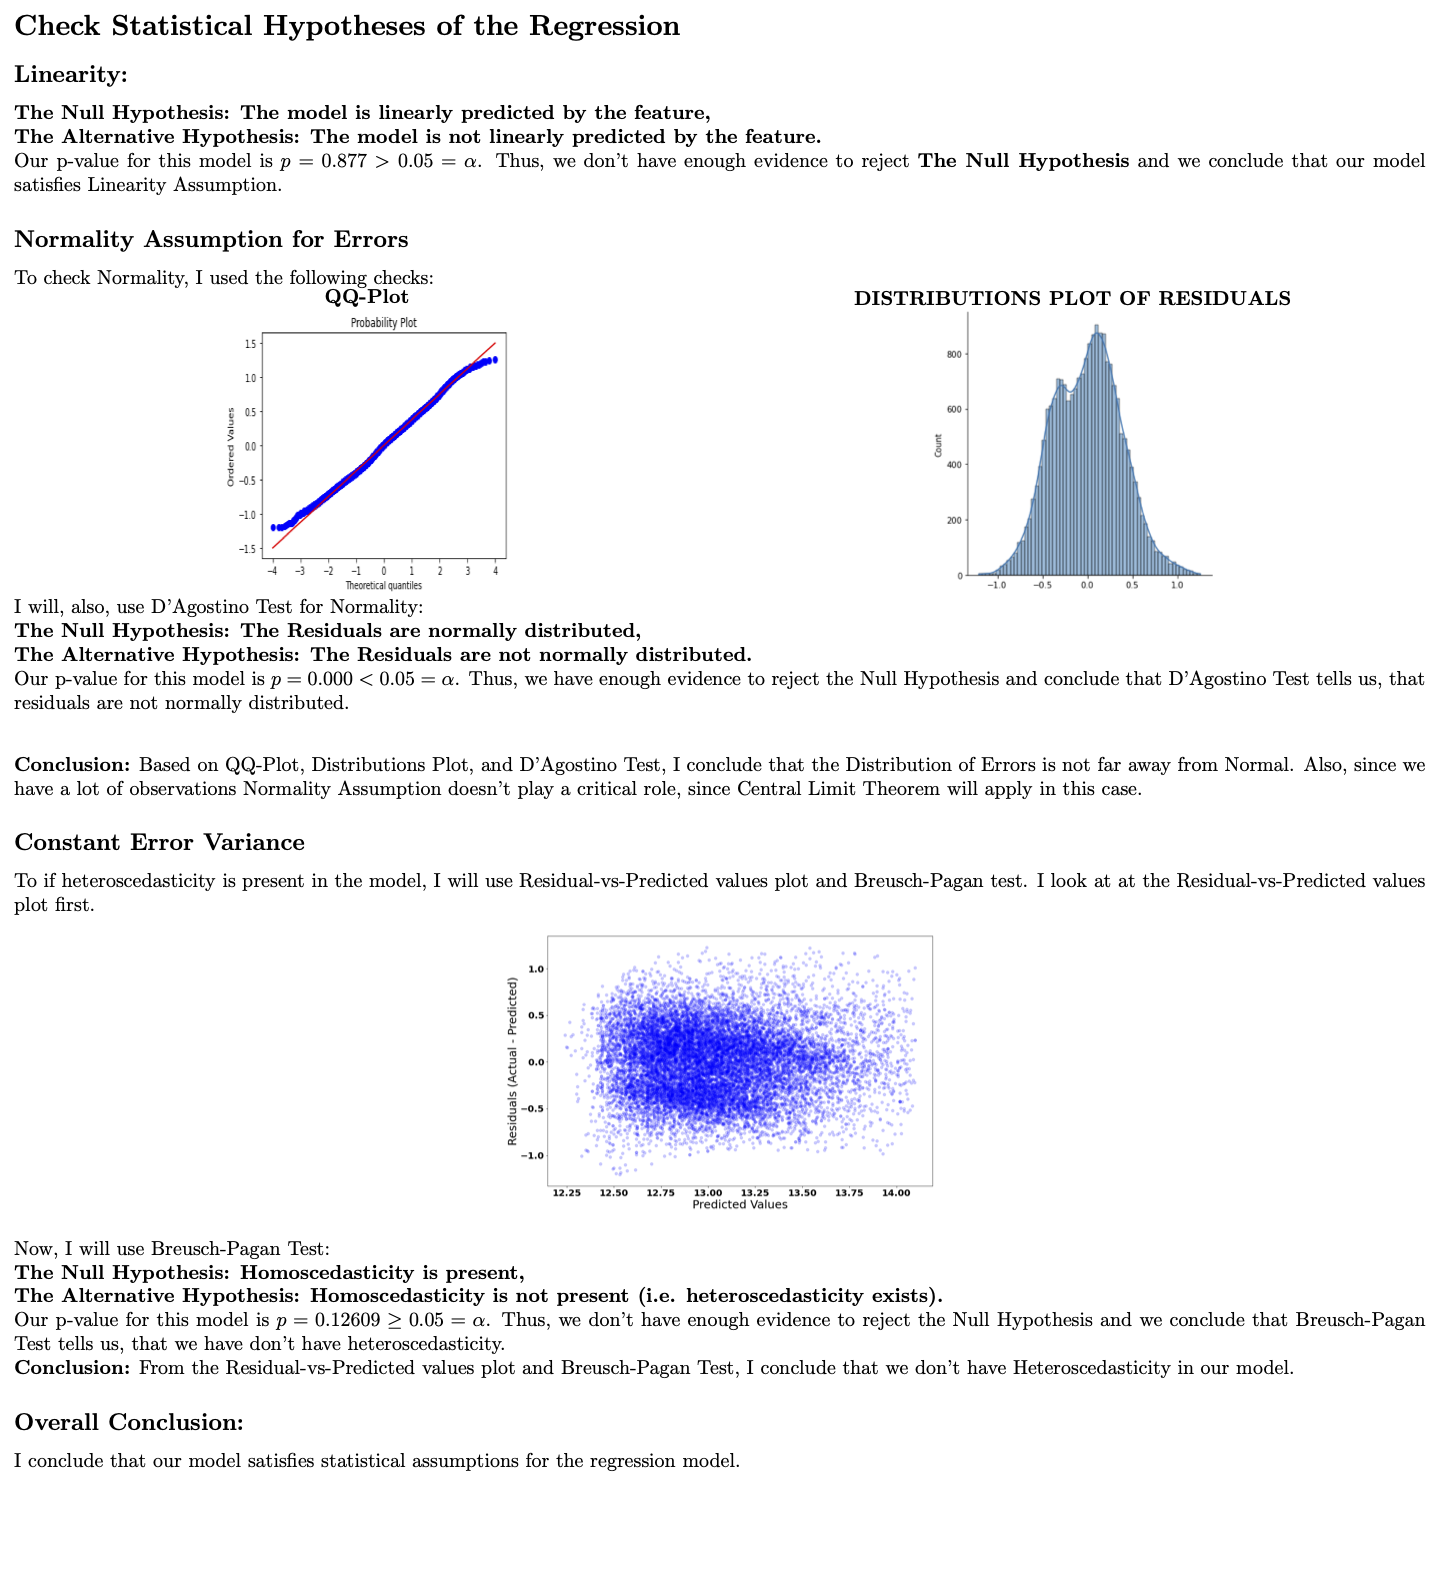 Check Statistical Hypotheses of the Regression
Linearity:
The Null Hypothesis: The model is linearly predicted by the feature,
The Alternative Hypothesis: The model is not linearly predicted by the feature.
Our p-value for this model is p = 0.877 > 0.05 = α. Thus, we don't have enough evidence to reject The Null Hypothesis and we conclude that our model
satisfies Linearity Assumption.
Normality Assumption for Errors
To check Normality, I used the following checks:
QQ-Plot
Probability Plot
1.5
1.0
0.5
0.0
−0.5
−1.0
−1.5
Ordered Values
−4 −3 −2 −1 0 1 2 3 4
Theoretical quantiles
DISTRIBUTIONS PLOT OF RESIDUALS
800
600
400
200
0
Count
−1.0 −0.5 0.0 0.5 1.0
I will, also, use D'Agostino Test for Normality:
The Null Hypothesis: The Residuals are normally distributed,
The Alternative Hypothesis: The Residuals are not normally distributed.
Our p-value for this model is p = 0.000 < 0.05 = α. Thus, we have enough evidence to reject the Null Hypothesis and conclude that D'Agostino Test tells us, that
residuals are not normally distributed.
Conclusion: Based on QQ-Plot, Distributions Plot, and D'Agostino Test, I conclude that the Distribution of Errors is not far away from Normal. Also, since we
have a lot of observations Normality Assumption doesn't play a critical role, since Central Limit Theorem will apply in this case.
Constant Error Variance
To if heteroscedasticity is present in the model, I will use Residual-vs-Predicted values plot and Breusch-Pagan test. I look at at the Residual-vs-Predicted values
plot first.
1.0
0.5
0.0
−0.5
−1.0
Residuals (Actual - Predicted)
12.25 12.50 12.75 13.00 13.25 13.50 13.75 14.00
Predicted Values
Now, I will use Breusch-Pagan Test:
The Null Hypothesis: Homoscedasticity is present,
The Alternative Hypothesis: Homoscedasticity is not present (i.e. heteroscedasticity exists).
Our p-value for this model is p = 0.12609 ≥ 0.05 = α. Thus, we don't have enough evidence to reject the Null Hypothesis and we conclude that Breusch-Pagan
Test tells us, that we have don't have heteroscedasticity.
Conclusion: From the Residual-vs-Predicted values plot and Breusch-Pagan Test, I conclude that we don't have Heteroscedasticity in our model.
Overall Conclusion:
I conclude that our model satisfies statistical assumptions for the regression model.